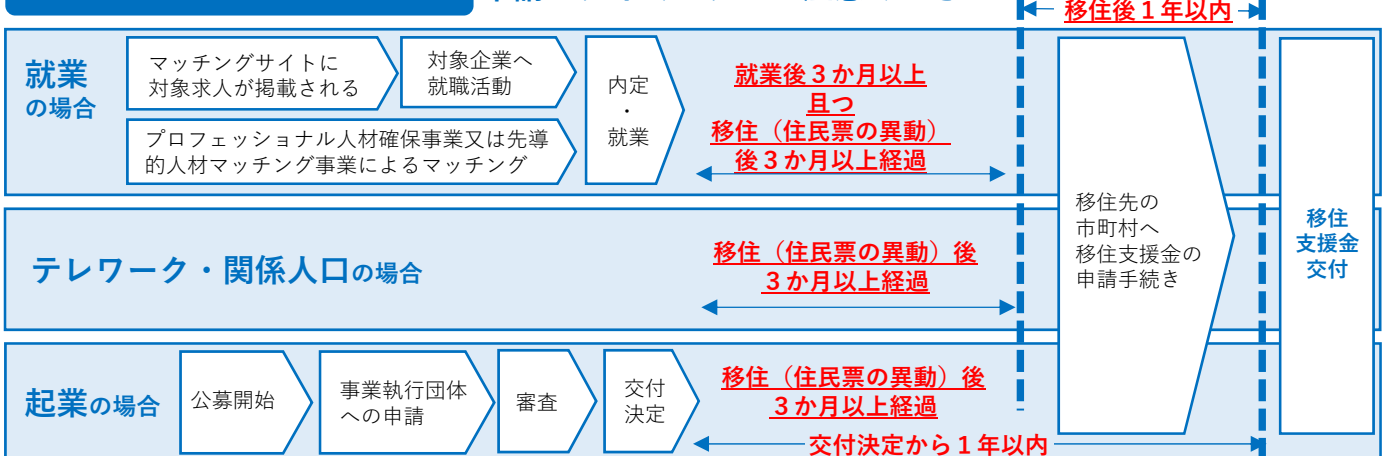 移住後１年以内
就業
の場合
マッチングサイトに
対象求人が掲載される
対象企業へ
就職活動
プロフェッショナル人材確保事業又は先導
的人材マッチング事業によるマッチング
内定
・
就業
就業後３か月以上
且つ
移住（住民票の異動）
後３か月以上経過
テレワーク・関係人口の場合
移住（住民票の異動）後
３か月以上経過
移住先の
市町村へ
移住支援金の
申請手続き
移住
支援金
交付
起業の場合
公募開始
事業執行団体
への申請
審査
交付
決定
移住（住民票の異動）後
３か月以上経過
交付決定から１年以内